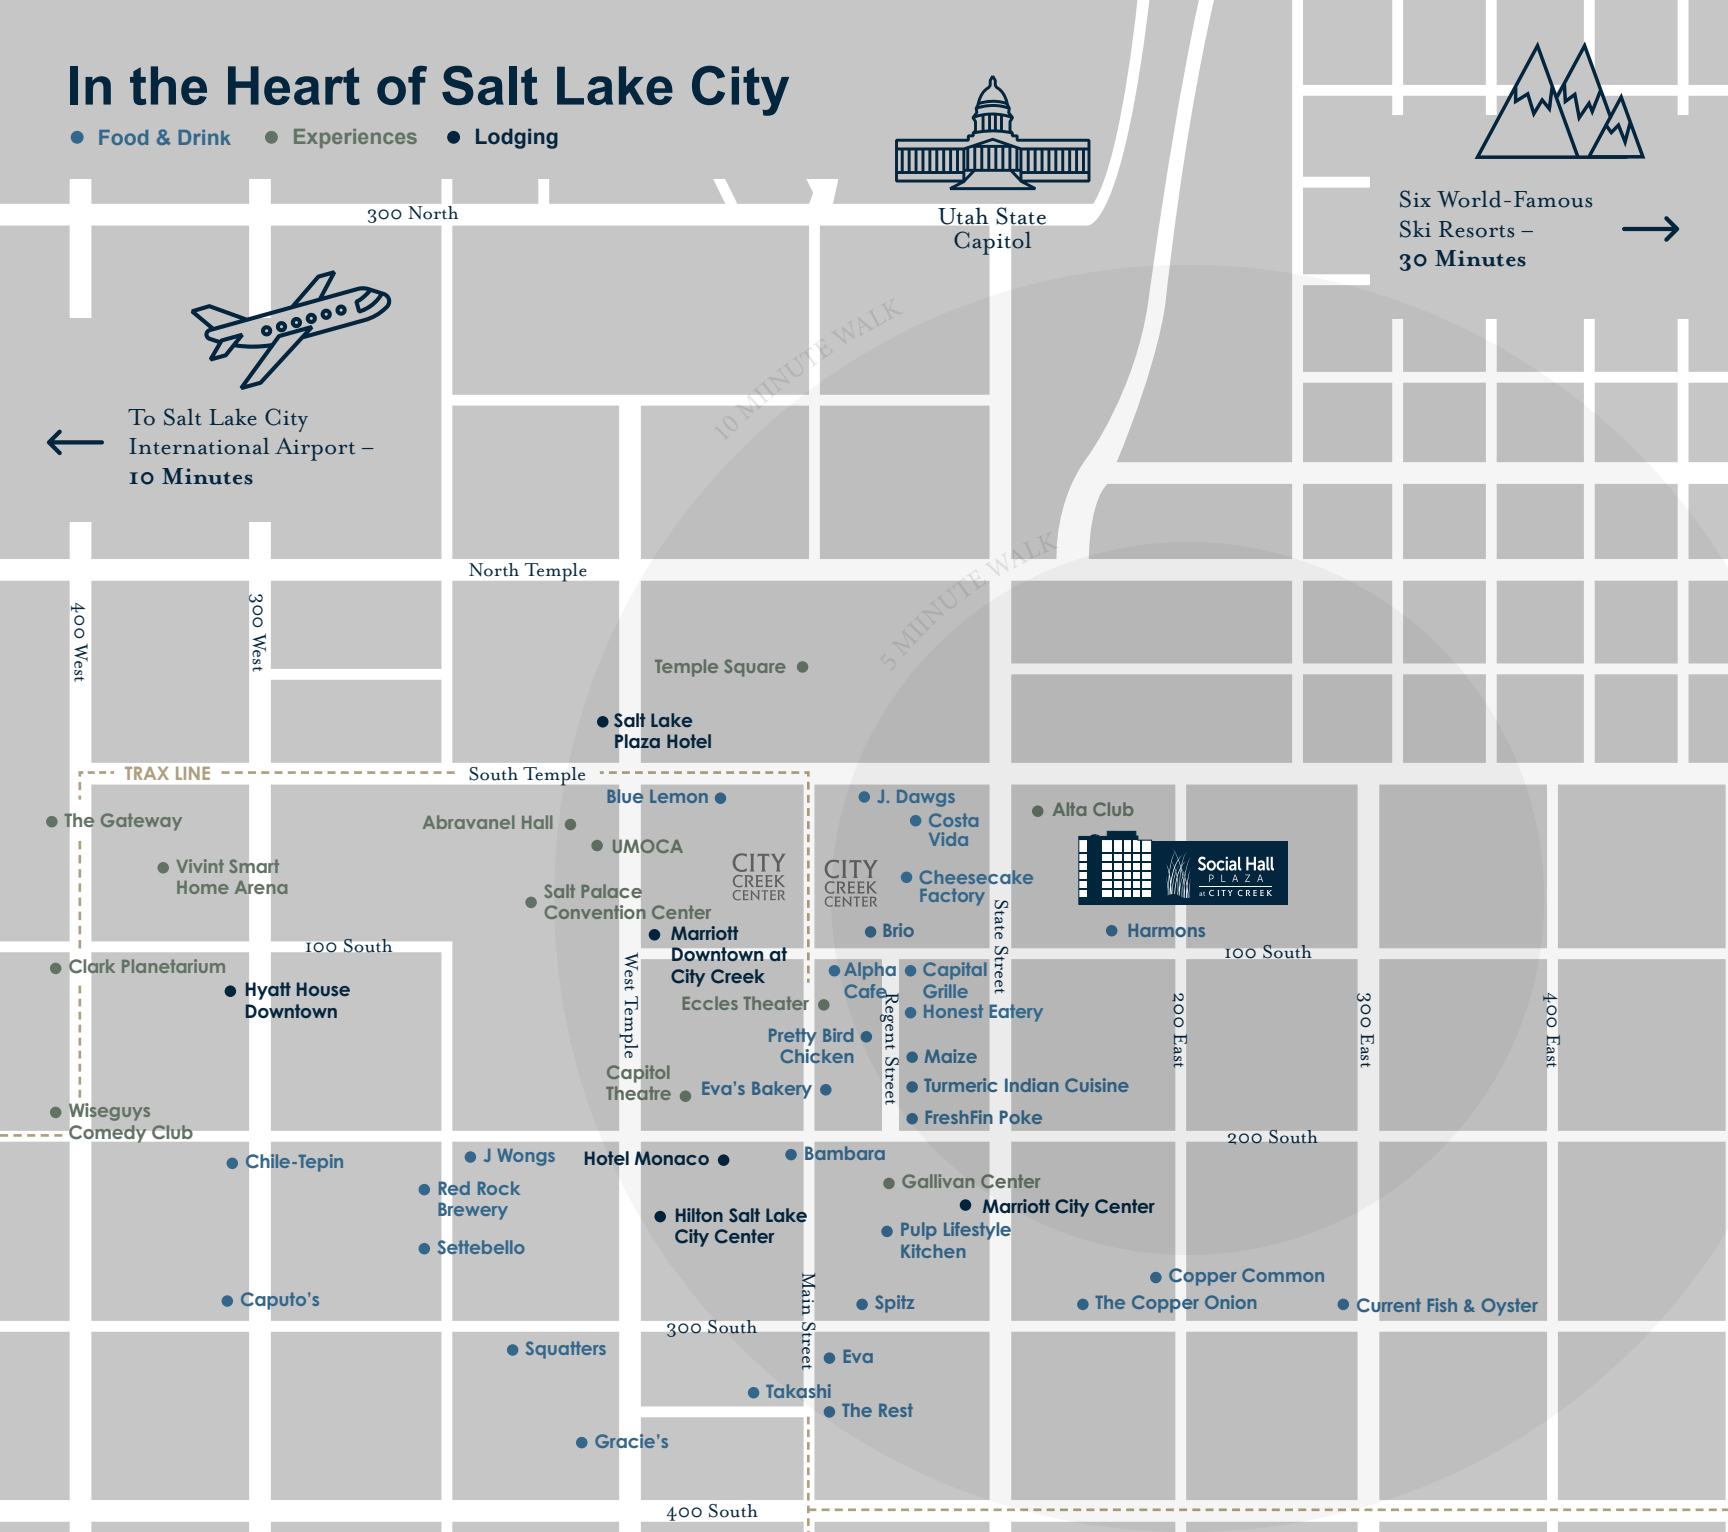 In the Heart of Salt Lake City
Food & Drink
Experiences
Lodging
300 North
Utah State
Capitol
Six World-Famous
Ski Resorts –
30 Minutes
To Salt Lake City
International Airport –
10 Minutes
10 MIINUTE WALK
5 MIINUTE WALK
North Temple
400 West
300 West
Temple Square
Salt Lake
Plaza Hotel
TRAX LINE
South Temple
Blue Lemon
J. Dawgs
Costa
Vida
Alta Club
The Gateway
Abravanel Hall
UMOCA
Vivint Smart
Home Arena
CITY
CREEK
CENTER
CITY
CREEK
CENTER
Cheesecake
Factory
Social Hall
PLAZA
at CITY CREEK
Salt Palace
Convention Center
Marriott
Downtown at
City Creek
Brio
Harmons
State Street
100 South
100 South
Clark Planetarium
Hyatt House
Downtown
West Temple
Alpha
Cafe
Capital
Grille
Eccles Theater
Regent Street
Honest Eatery
200 East
300 East
400 East
Pretty Bird
Chicken
Maize
Capitol
Theatre
Eva's Bakery
Turmeric Indian Cuisine
FreshFin Poke
Wiseguys
Comedy Club
200 South
Chile-Tepin
J Wongs
Hotel Monaco
Bambara
Red Rock
Brewery
Gallivan Center
Marriott City Center
Hilton Salt Lake
City Center
Pulp Lifestyle
Kitchen
Settebello
Main Street
Copper Common
Caputo's
Spitz
The Copper Onion
Current Fish & Oyster
300 South
Squatters
Eva
Takashi
The Rest
Gracie's
400 South